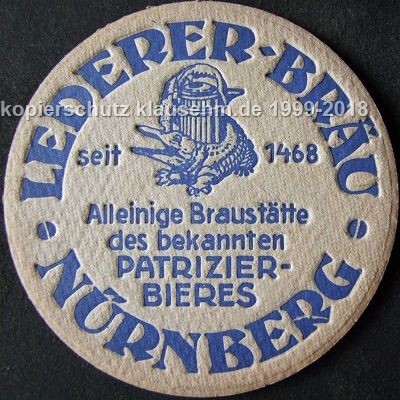 LEDERER-BRÄU
kopierschutz klausehm.de 1999-2018
seit 1468
Alleinige Braustätte
des bekannten
PATRIZIER-
BIERES
• NÜRNBERG •